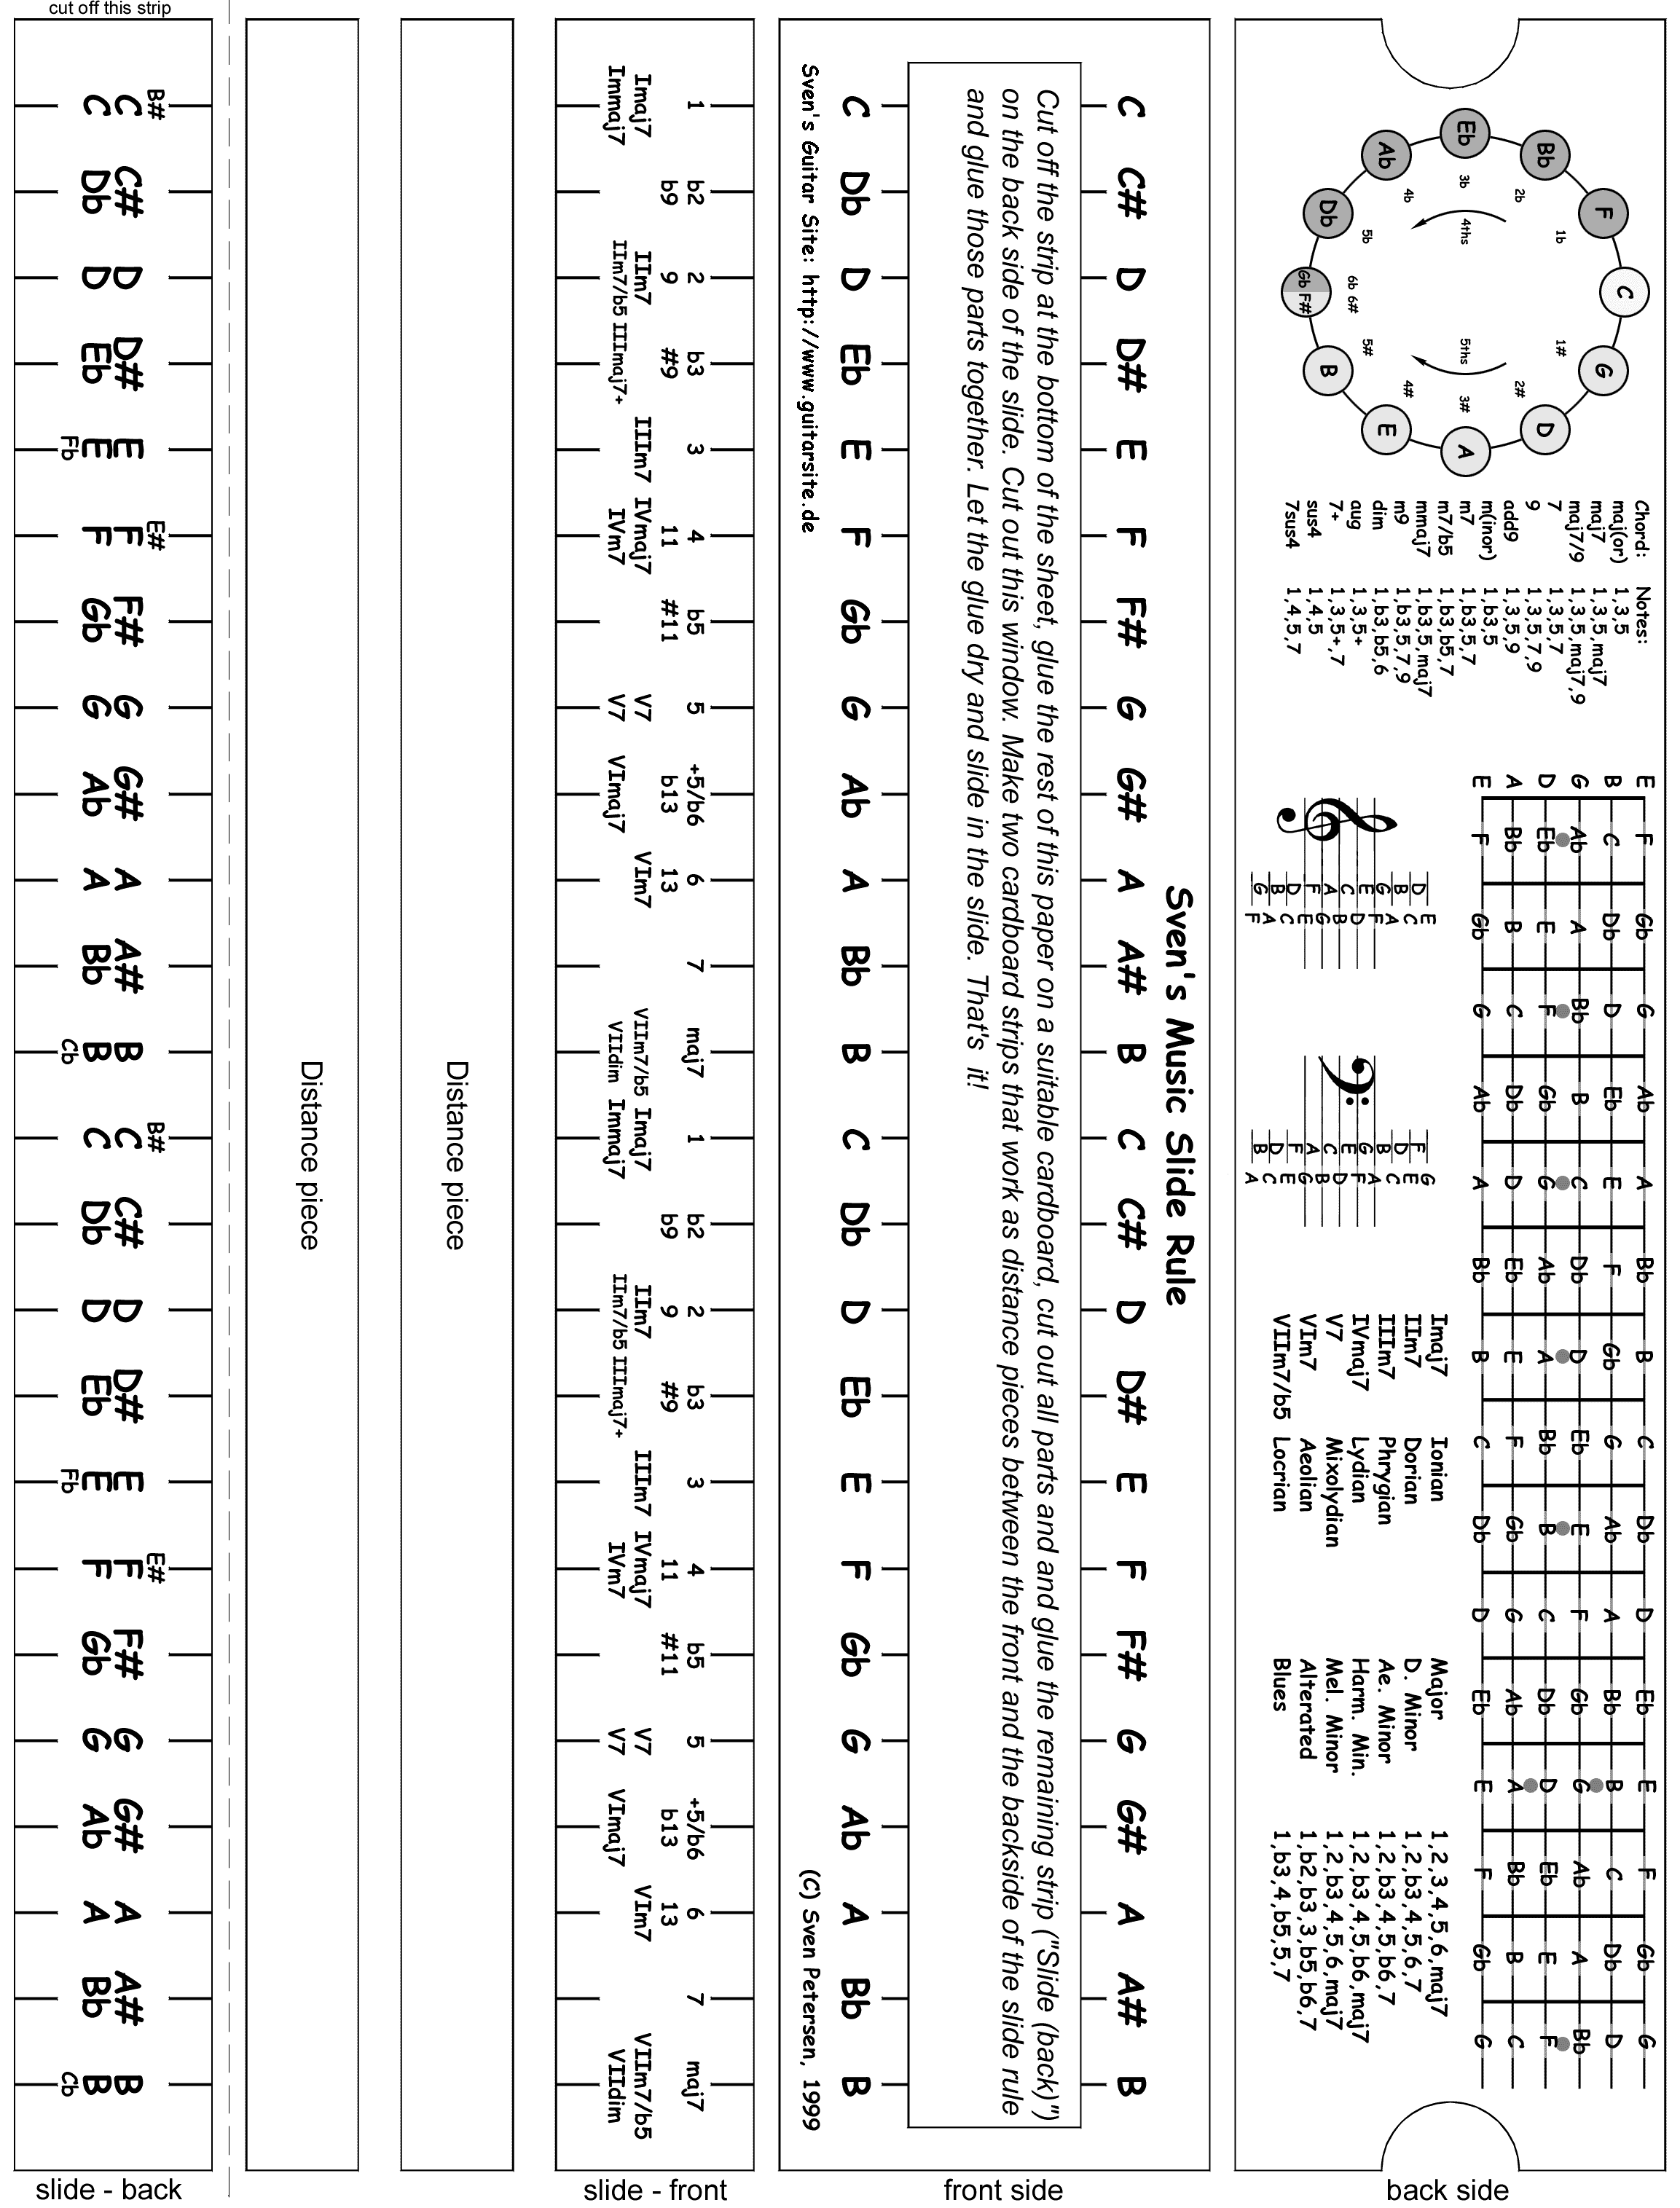 cut off this strip
B# B#
C C# D D# E F F# G G# A A# B C C# D D# E F F# G G# A A# B
E# E#
C Db D Eb E F Gb G Ab A Bb B C Db D Eb E F Gb G Ab A Bb B
Fb Cb Fb Cb
slide - back
Distance piece
Distance piece
1 b2 2 b3 3 4 b5 5 +5/b6 6 7 maj7 1 b2 2 b3 3 4 b5 5 +5/b6 6 7 maj7
b9 9 #9 11 #11 b13 13 b9 9 #9 11 #11 b13 13
Imaj7 IIm7 IIIm7 IVmaj7 V7 VIm7 VIIm7/b5 Imaj7 IIm7 IIIm7 IVmaj7 V7 VIm7 VIIm7/b5
Immaj7 IIm7/b5 IIImaj7+ IVm7 V7 VImaj7 VIIdim Immaj7 IIm7/b5 IIImaj7+ IVm7 V7 VImaj7 VIIdim
slide - front
Sven's Music Slide Rule
C C# D D# E F F# G G# A A# B C C# D D# E F F# G G# A A# B
Cut off the strip at the bottom of the sheet, glue the rest of this paper on a suitable cardboard, cut out all parts and and glue the remaining strip ("Slide (back)")
on the back side of the slide. Cut out this window. Make two cardboard strips that work as distance pieces between the front and the backside of the slide rule
and glue those parts together. Let the glue dry and slide in the slide. That's it!
C Db D Eb E F Gb G Ab A Bb B C Db D Eb E F Gb G Ab A Bb B
Sven's Guitar Site: http://www.guitarsite.de
(C) Sven Petersen, 1999
front side
C
F G
Bb D
Eb A
Ab E
Db B
Gb F#
1b 1#
2b 2#
3b 3#
4b 4#
5b 5#
6b 6#
4ths 5ths
Chord: Notes:
maj(or) 1,3,5
maj7 1,3,5,maj7
maj7/9 1,3,5,maj7,9
7 1,3,5,7
9 1,3,5,7,9
add9 1,3,5,9
m(inor) 1,b3,5
m7 1,b3,5,7
m7/b5 1,b3,b5,7
mmaj7 1,b3,5,maj7
m9 1,b3,5,7,9
dim 1,b3,b5,6
aug 1,3,5+
7+ 1,3,5+,7
sus4 1,4,5
7sus4 1,4,5,7
E F Gb G Ab A Bb B C Db D Eb E F Gb G
B C Db D Eb E F Gb G Ab A Bb B C Db D
G Ab A Bb B C Db D Eb E F Gb G Ab A Bb
D Eb E F Gb G Ab A Bb B C Db D Eb E F
A Bb B C Db D Eb E F Gb G Ab A Bb B C
E F Gb G Ab A Bb B C Db D Eb E F Gb G
D B G E C A F D B G
E C A F D B G E C A F
F D B G E C A F D B
G E C A F D B G E C A
Imaj7 Ionian
IIm7 Dorian
IIIm7 Phrygian
IVmaj7 Lydian
V7 Mixolydian
VIm7 Aeolian
VIIm7/b5 Locrian
Major 1,2,3,4,5,6,maj7
D. Minor 1,2,b3,4,5,6,7
Ae. Minor 1,2,b3,4,5,b6,7
Harm. Min. 1,2,b3,4,5,b6,maj7
Mel. Minor 1,2,b3,4,5,6,maj7
Alterated 1,b2,b3,3,b5,b6,7
Blues 1,b3,4,b5,5,7
back side